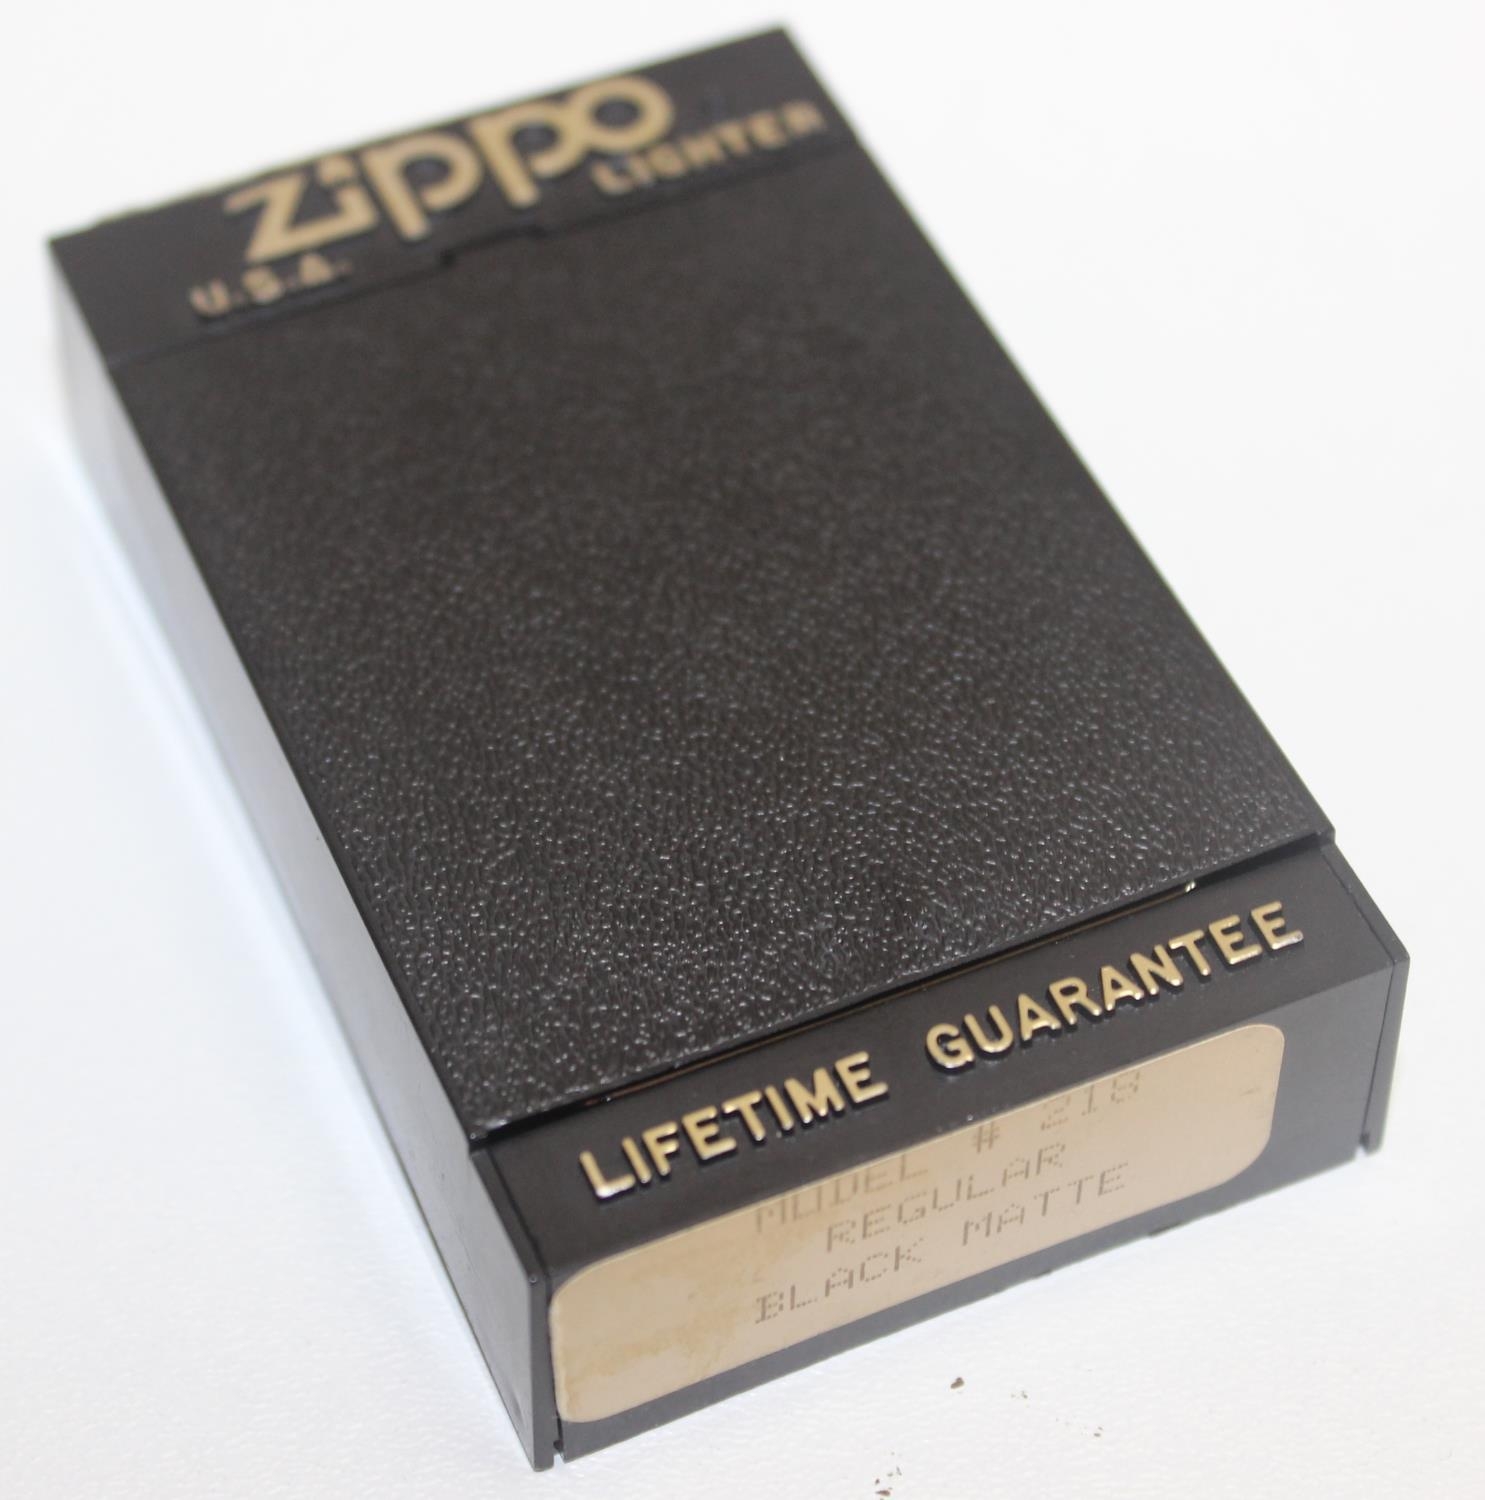 Zippo
LIGHTER
U.S.A.
LIFETIME GUARANTEE
MODEL # 218
REGULAR
BLACK MATTE